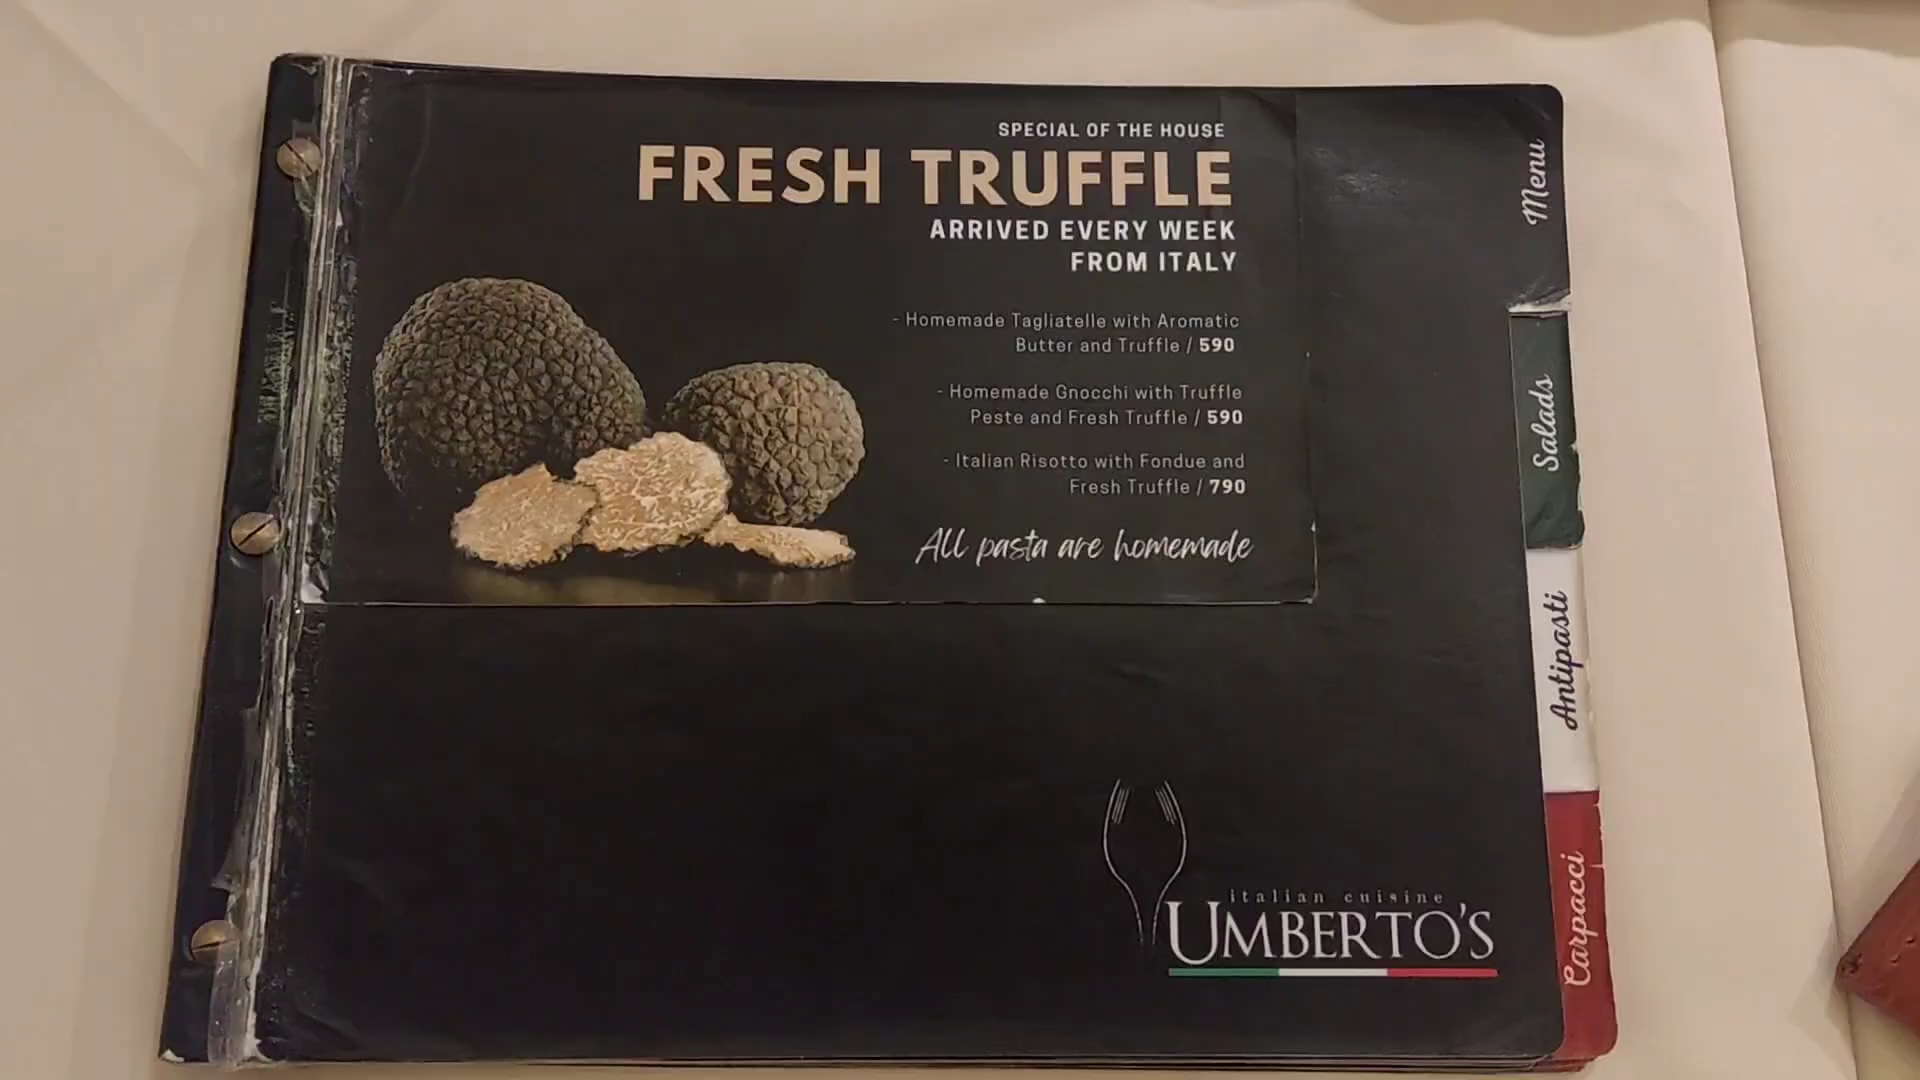 SPECIAL OF THE HOUSE
FRESH TRUFFLE
ARRIVED EVERY WEEK
FROM ITALY
- Homemade Tagliatelle with Aromatic
Butter and Truffle / 590
- Homemade Gnocchi with Truffle
Peste and Fresh Truffle / 590
- Italian Risotto with Fondue and
Fresh Truffle / 790
All pasta are homemade
italian cuisine
UMBERTO'S
Menu
Salads
Antipasti
Carpacci